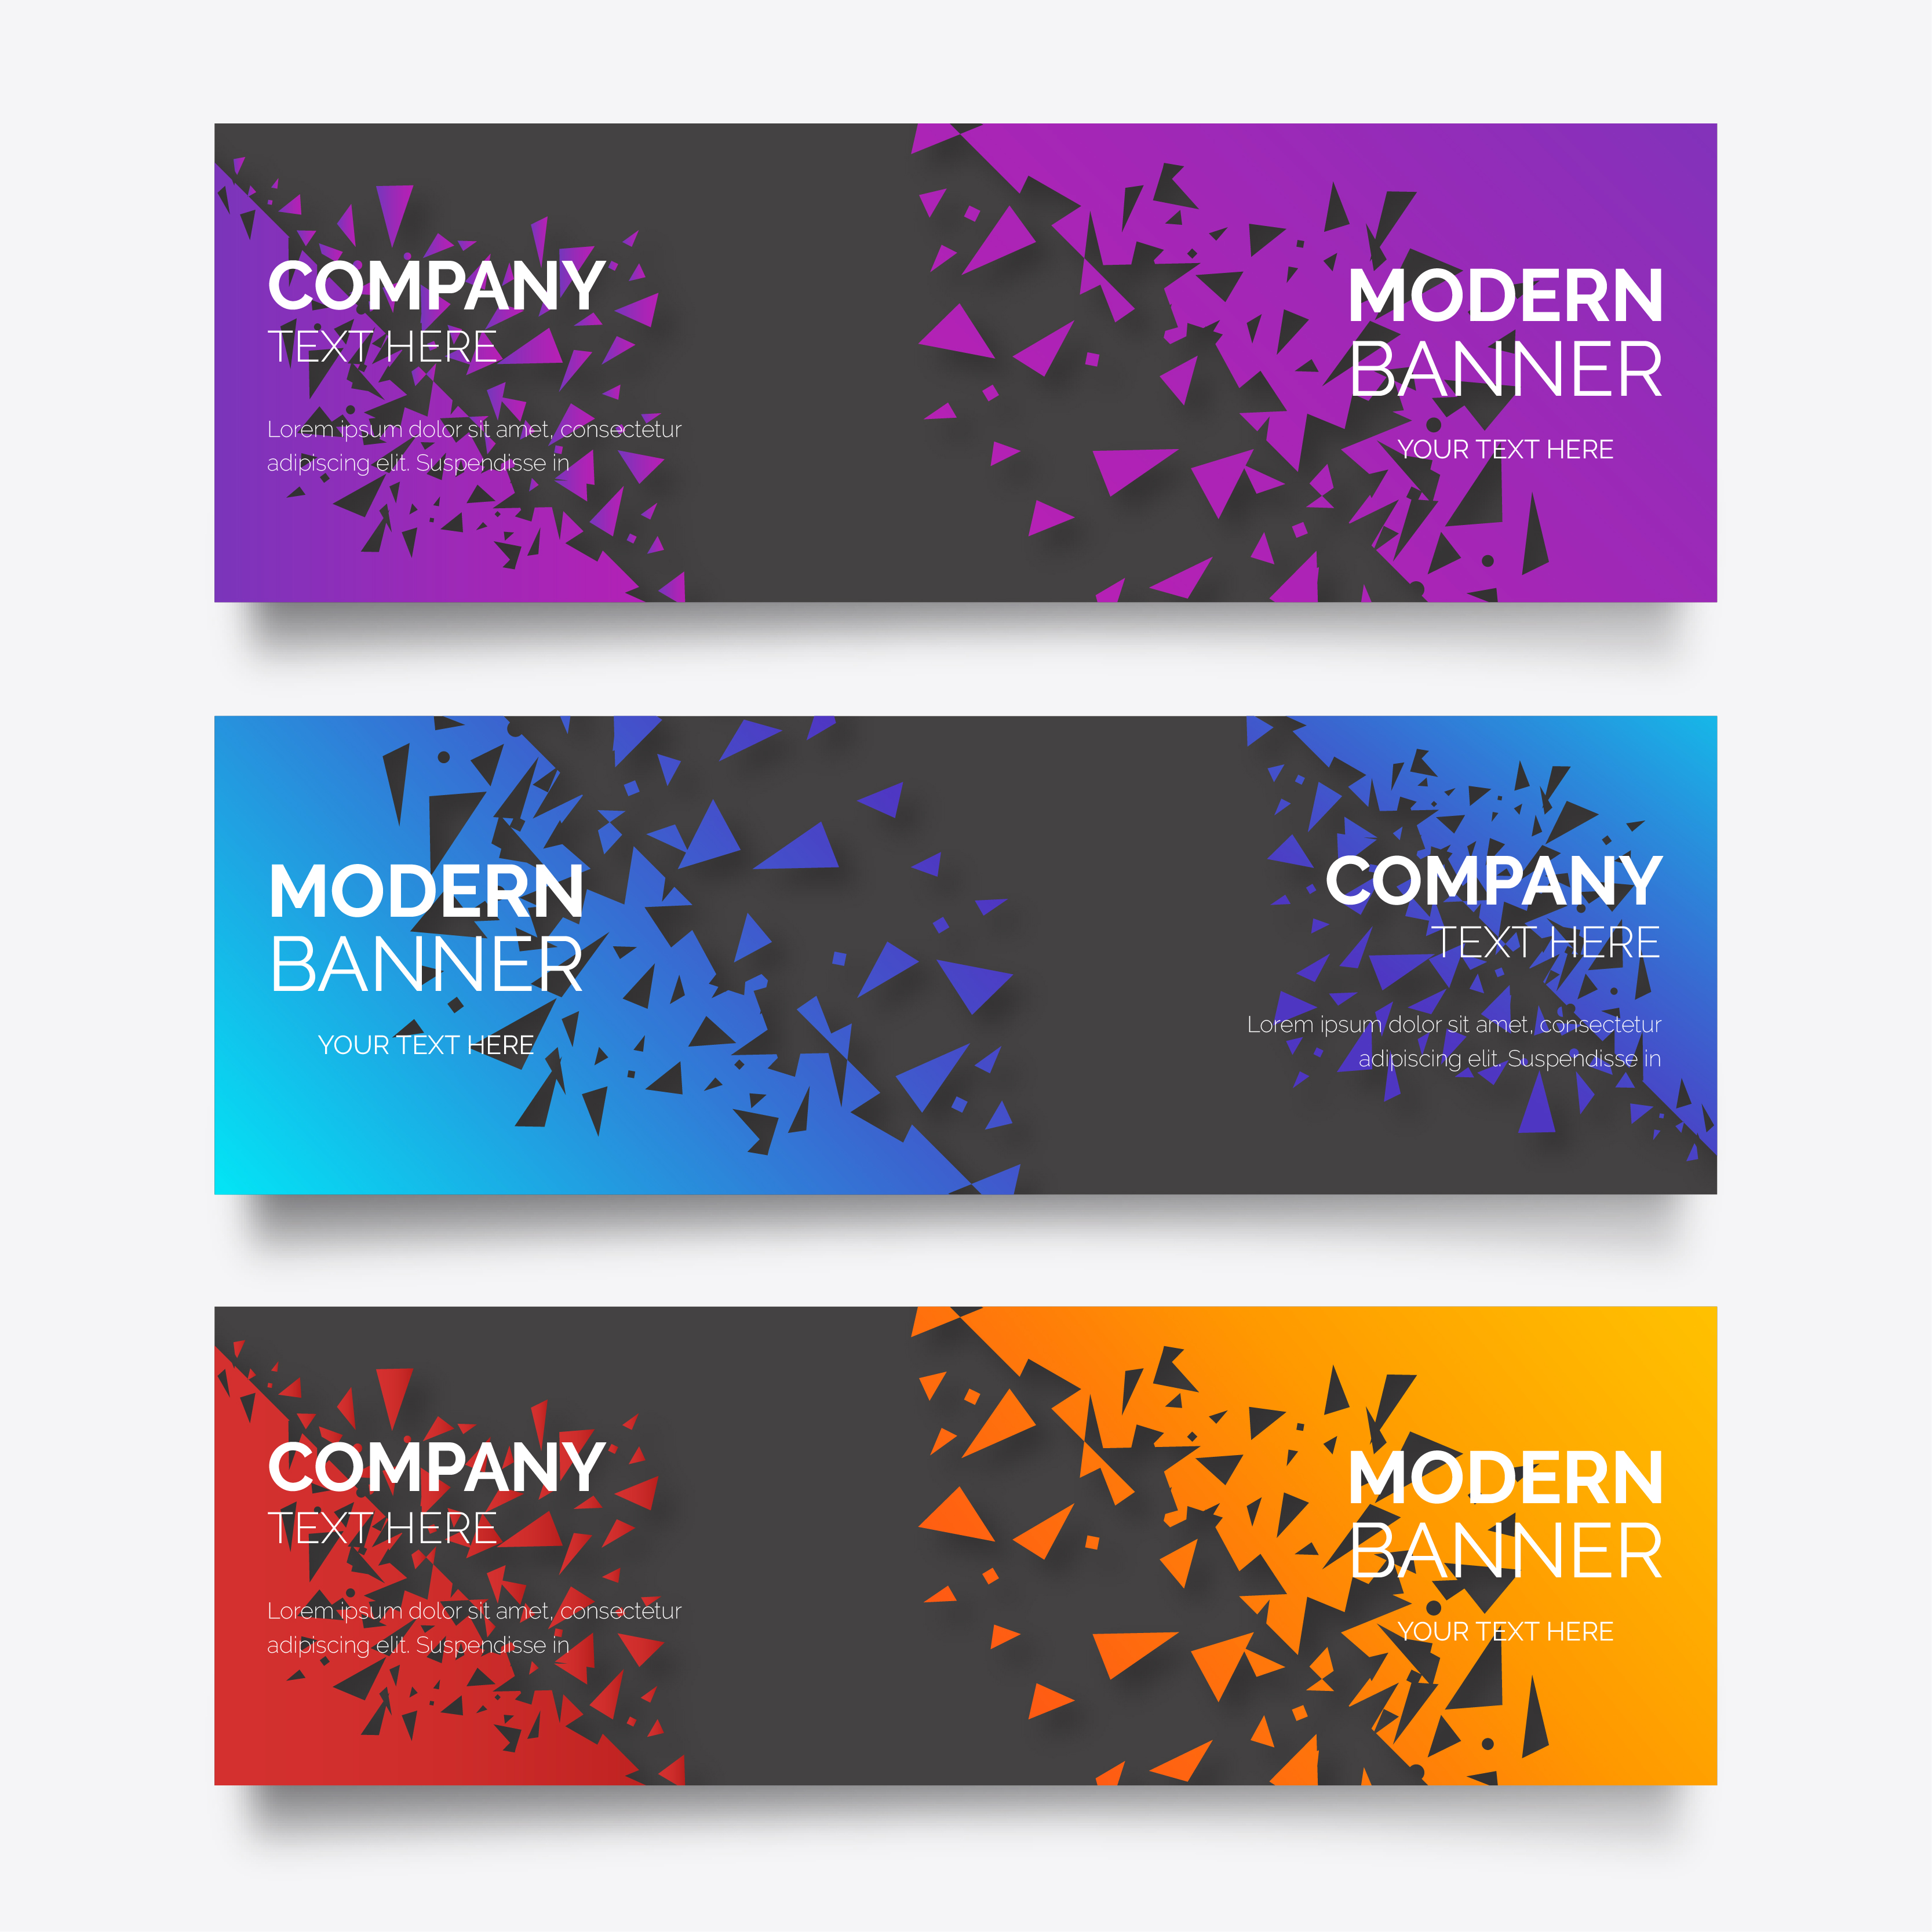 COMPANY
TEXT HERE
Lorem ipsum dolor sit amet, consectetur
adipiscing elit. Suspendisse in
MODERN
BANNER
YOUR TEXT HERE
MODERN
BANNER
YOUR TEXT HERE
COMPANY
TEXT HERE
Lorem ipsum dolor sit amet, consectetur
adipiscing elit. Suspendisse in
COMPANY
TEXT HERE
Lorem ipsum dolor sit amet, consectetur
adipiscing elit. Suspendisse in
MODERN
BANNER
YOUR TEXT HERE